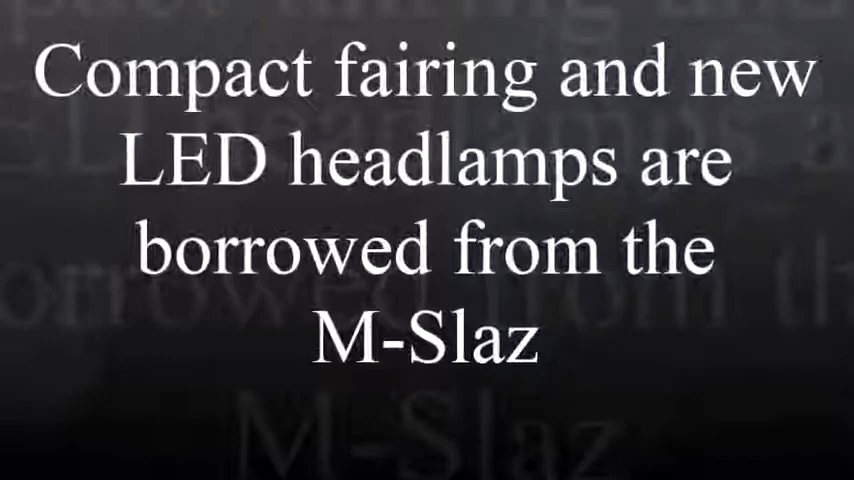 Compact fairing and new
LED headlamps are
borrowed from the
M-Slaz